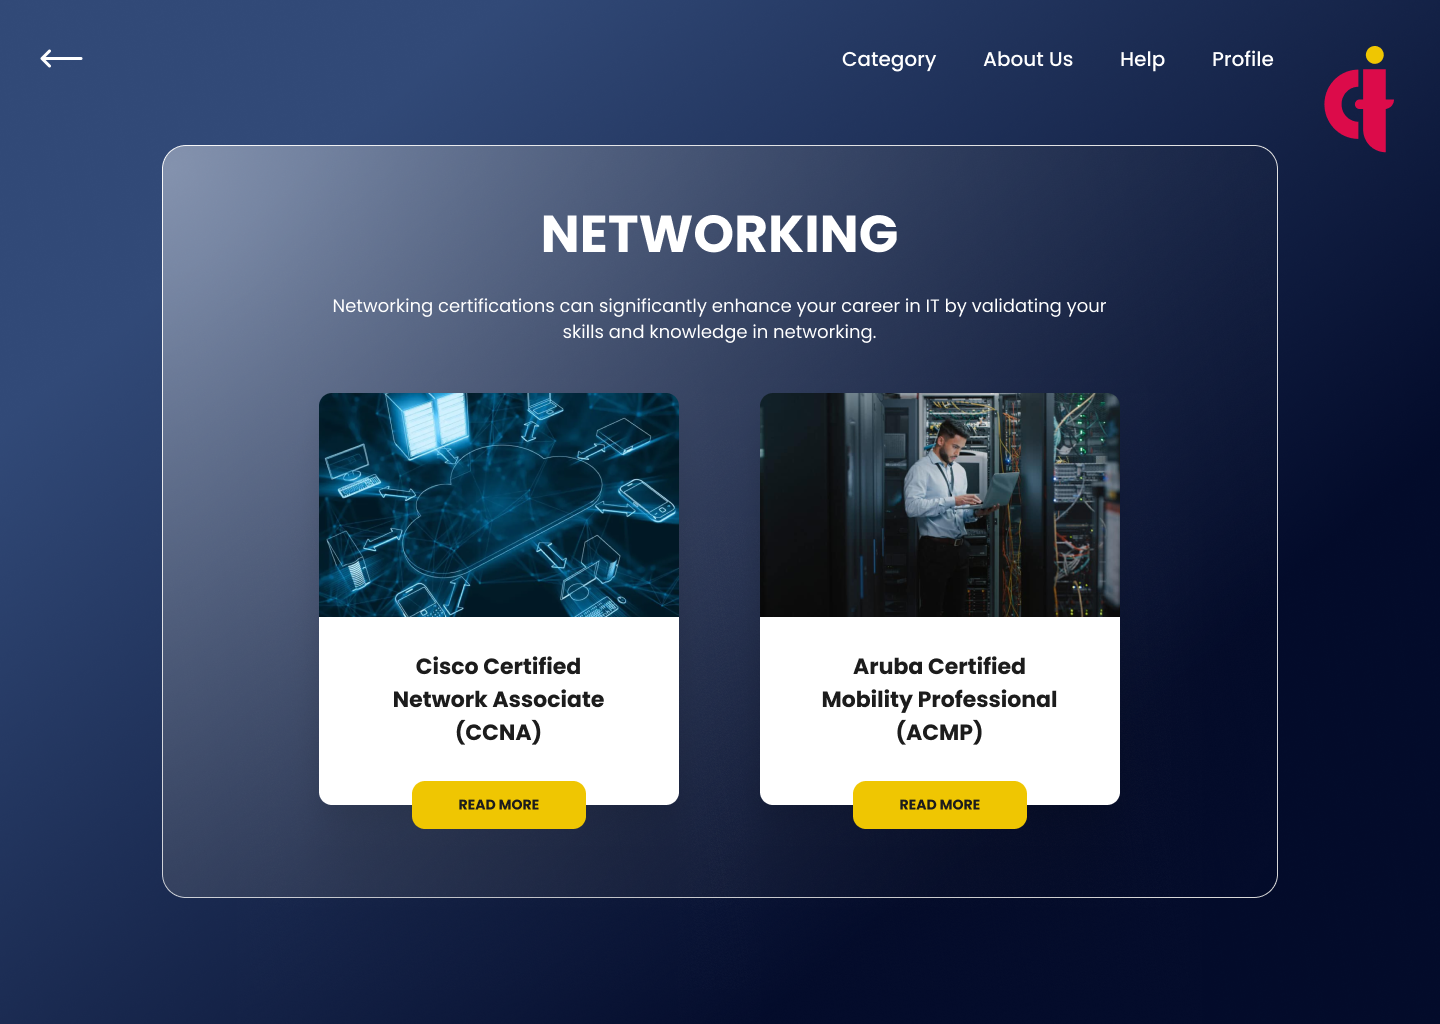 Category About Us Help Profile
NETWORKING
Networking certifications can significantly enhance your career in IT by validating your
skills and knowledge in networking.
Cisco Certified
Network Associate
(CCNA)
READ MORE
Aruba Certified
Mobility Professional
(ACMP)
READ MORE